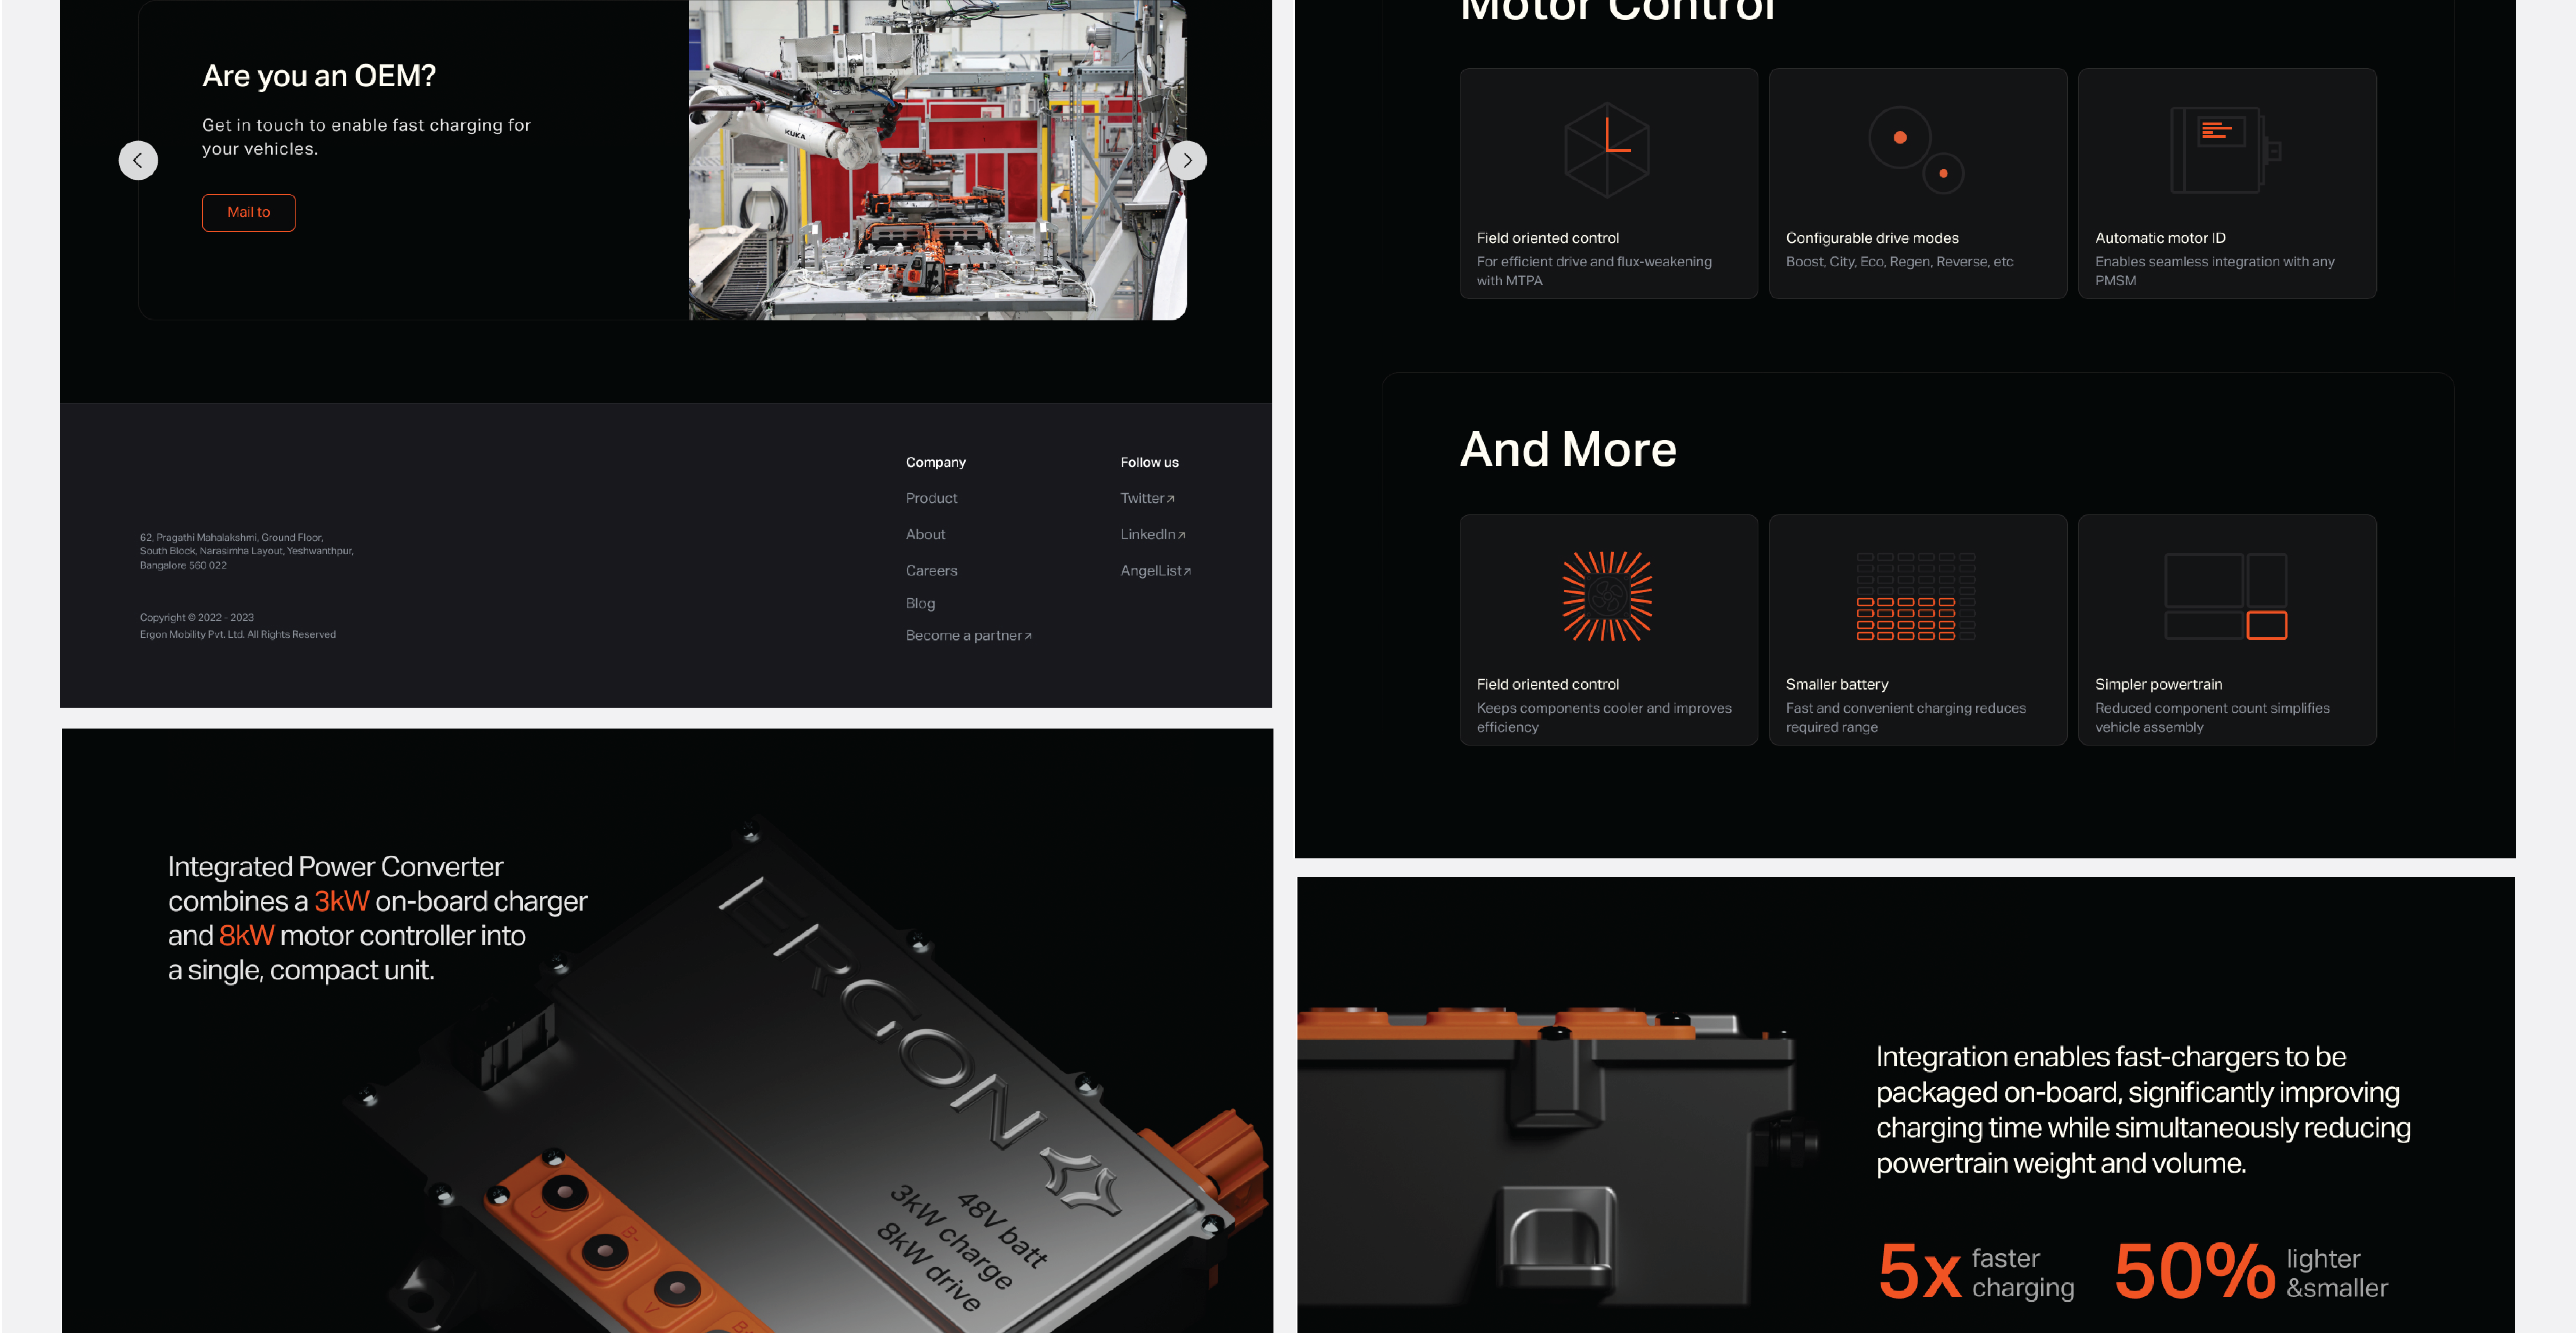 Are you an OEM?
Get in touch to enable fast charging for
your vehicles.
Mail to
KUKA
Company
Product
About
Careers
Blog
Become a partner↗
Follow us
Twitter↗
LinkedIn↗
AngelList↗
62, Pragathi Mahalakshmi, Ground Floor,
South Block, Narasimha Layout, Yeshwanthpur,
Bangalore 560 022
Copyright © 2022 - 2023
Ergon Mobility Pvt. Ltd. All Rights Reserved
Motor Control
Field oriented control
For efficient drive and flux-weakening
with MTPA
Configurable drive modes
Boost, City, Eco, Regen, Reverse, etc
Automatic motor ID
Enables seamless integration with any
PMSM
And More
Field oriented control
Keeps components cooler and improves
efficiency
Smaller battery
Fast and convenient charging reduces
required range
Simpler powertrain
Reduced component count simplifies
vehicle assembly
Integrated Power Converter
combines a 3kW on-board charger
and 8kW motor controller into
a single, compact unit.
ERGON
48V batt
3kW charge
8kW drive
U
B-
V
B+
Integration enables fast-chargers to be
packaged on-board, significantly improving
charging time while simultaneously reducing
powertrain weight and volume.
5x faster
charging
50% lighter
&smaller